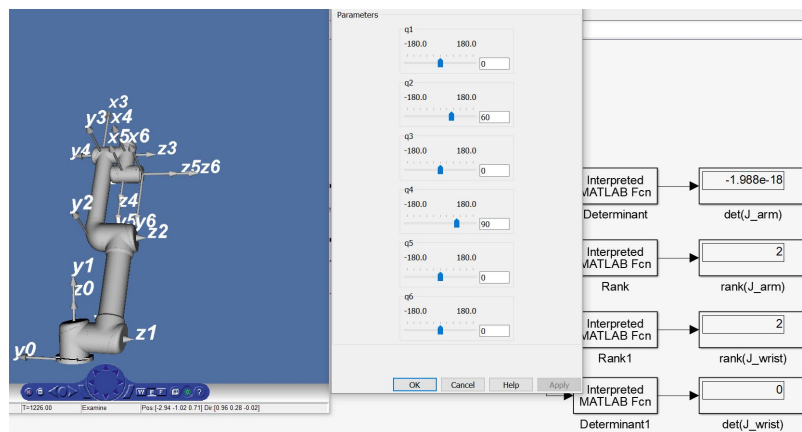 x3
y3 x4
x5x6
y4
z3
z5z6
y2
z4
y5y6
z2
y1
z0
z1
y0
T=1226.00 Examine Pos:[-2.94 -1.02 0.71] Dir:[0.96 0.28 -0.02]
Parameters
q1
-180.0 180.0
0
q2
-180.0 180.0
60
q3
-180.0 180.0
0
q4
-180.0 180.0
90
q5
-180.0 180.0
0
q6
-180.0 180.0
0
OK Cancel Help Apply
Interpreted
MATLAB Fcn
Determinant
-1.988e-18
det(J_arm)
Interpreted
MATLAB Fcn
Rank
2
rank(J_arm)
Interpreted
MATLAB Fcn
Rank1
2
rank(J_wrist)
Interpreted
MATLAB Fcn
Determinant1
0
det(J_wrist)